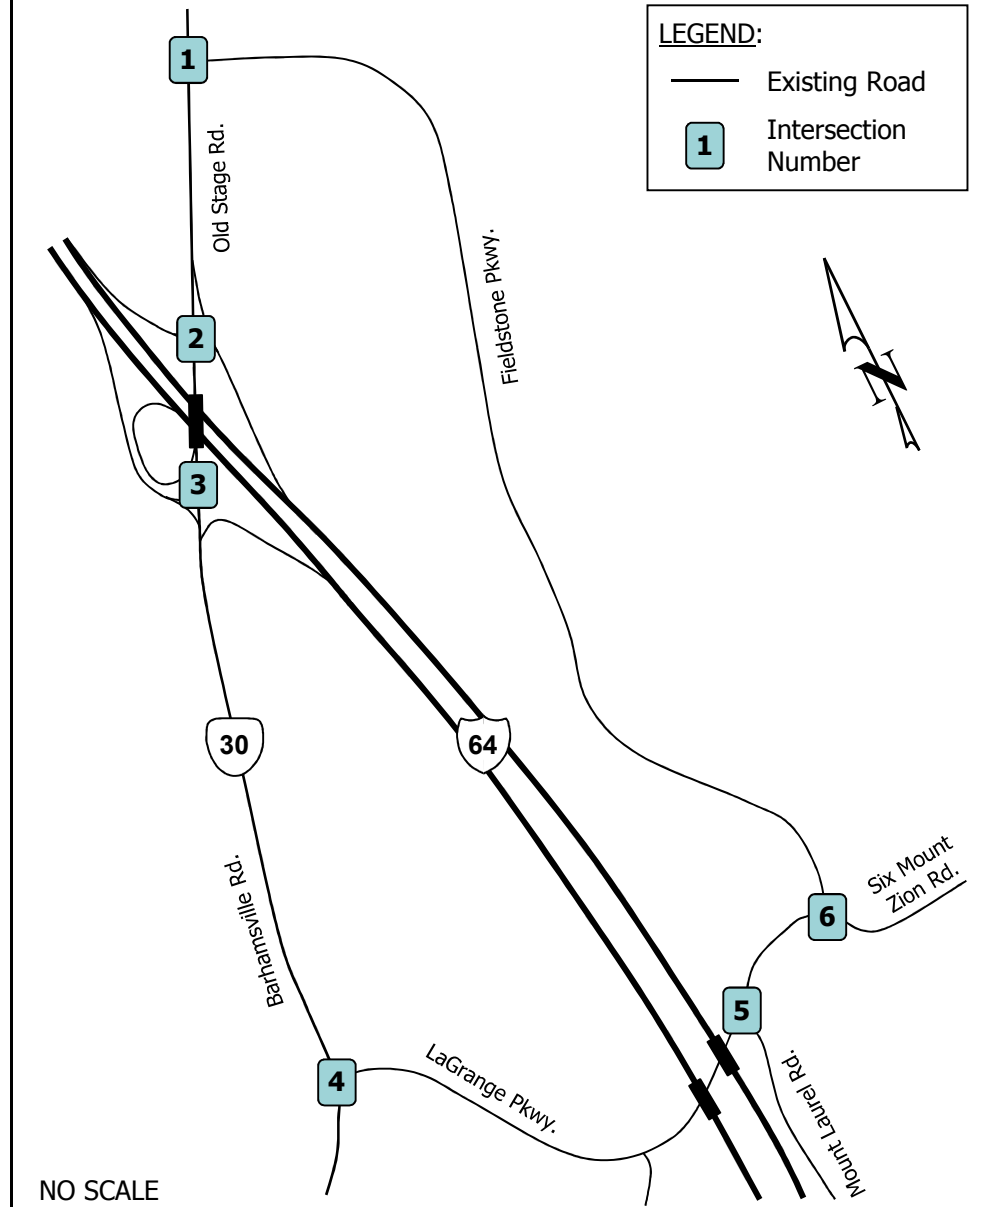 LEGEND:
Existing Road
1
Intersection
Number
1
Old Stage Rd.
Fieldstone Pkwy.
2
N
3
30
64
Barhamsville Rd.
Six Mount
Zion Rd.
6
5
4
LaGrange Pkwy.
Mount Laurel Rd.
NO SCALE